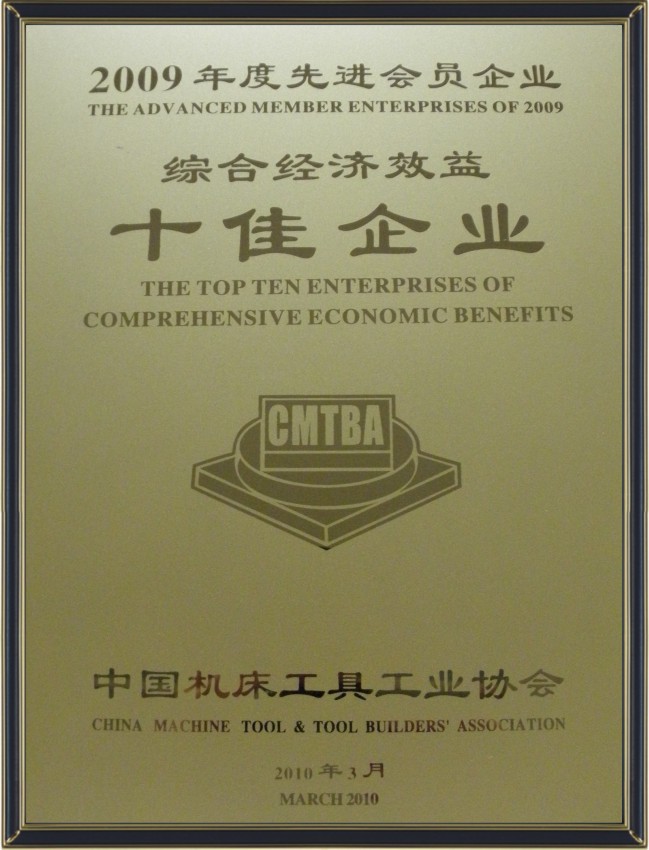 2009年度先进会员企业
THE ADVANCED MEMBER ENTERPRISES OF 2009
综合经济效益
十佳企业
THE TOP TEN ENTERPRISES OF
COMPREHENSIVE ECONOMIC BENEFITS
CMTBA
中国机床工具工业协会
CHINA MACHINE TOOL & TOOL BUILDERS' ASSOCIATION
2010年3月
MARCH 2010